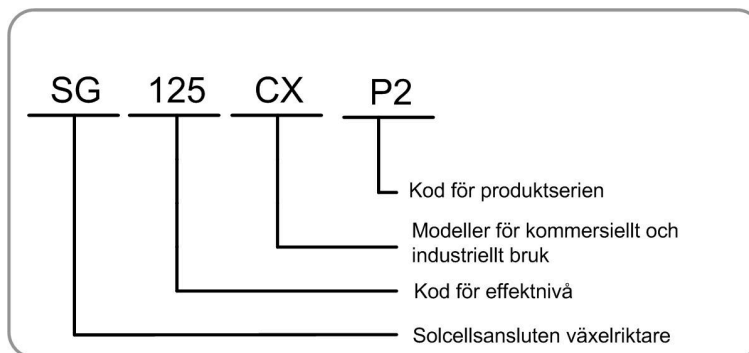 SG 125 CX P2
Kod för produktserien
Modeller för kommersiellt och
industriellt bruk
Kod för effektnivå
Solcellsansluten växelriktare